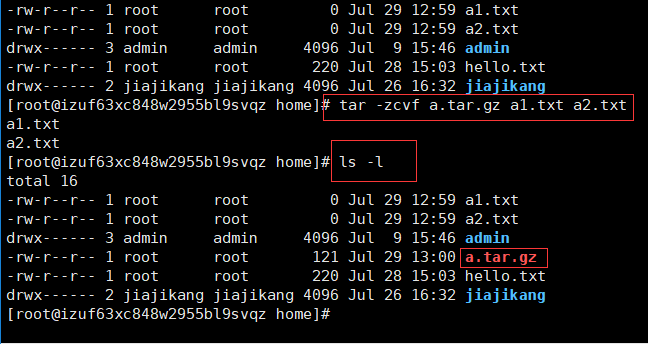 -rw-r--r-- 1 root      root         0 Jul 29 12:59 a1.txt
-rw-r--r-- 1 root      root         0 Jul 29 12:59 a2.txt
drwx------ 3 admin     admin     4096 Jul  9 15:46 admin
-rw-r--r-- 1 root      root       220 Jul 28 15:03 hello.txt
drwx------ 2 jiajikang jiajikang 4096 Jul 26 16:32 jiajikang
[root@izuf63xc848w2955bl9svqz home]# tar -zcvf a.tar.gz a1.txt a2.txt
a1.txt
a2.txt
[root@izuf63xc848w2955bl9svqz home]# ls -l
total 16
-rw-r--r-- 1 root      root         0 Jul 29 12:59 a1.txt
-rw-r--r-- 1 root      root         0 Jul 29 12:59 a2.txt
drwx------ 3 admin     admin     4096 Jul  9 15:46 admin
-rw-r--r-- 1 root      root       121 Jul 29 13:00 a.tar.gz
-rw-r--r-- 1 root      root       220 Jul 28 15:03 hello.txt
drwx------ 2 jiajikang jiajikang 4096 Jul 26 16:32 jiajikang
[root@izuf63xc848w2955bl9svqz home]#